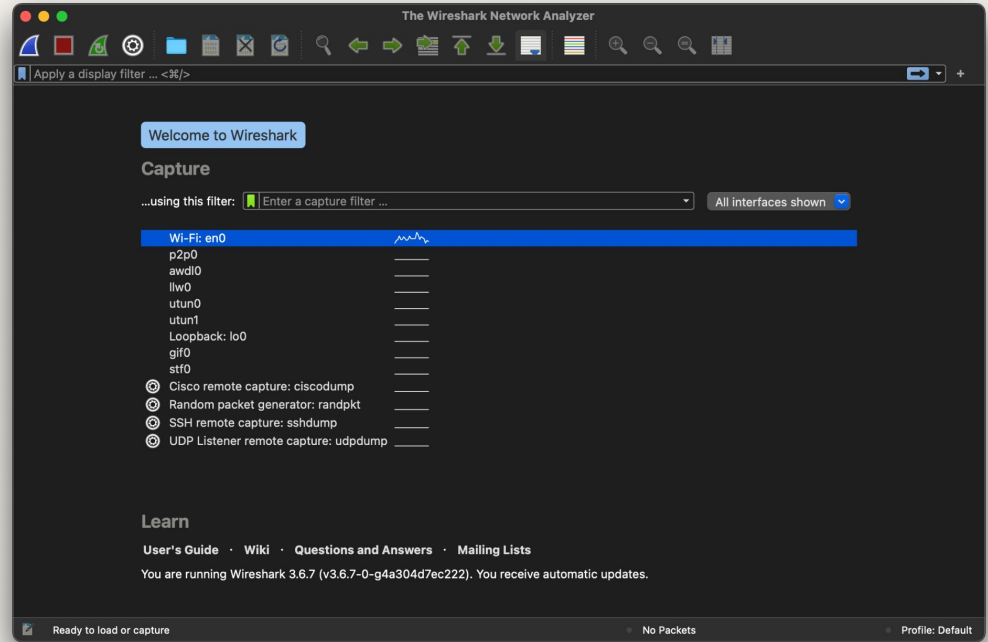 The Wireshark Network Analyzer
Apply a display filter ... <⌘/>
Welcome to Wireshark
Capture
...using this filter: Enter a capture filter ... All interfaces shown
Wi-Fi: en0
p2p0
awdl0
llw0
utun0
utun1
Loopback: lo0
gif0
stf0
Cisco remote capture: ciscodump
Random packet generator: randpkt
SSH remote capture: sshdump
UDP Listener remote capture: udpdump
Learn
User's Guide · Wiki · Questions and Answers · Mailing Lists
You are running Wireshark 3.6.7 (v3.6.7-0-g4a304d7ec222). You receive automatic updates.
Ready to load or capture No Packets Profile: Default